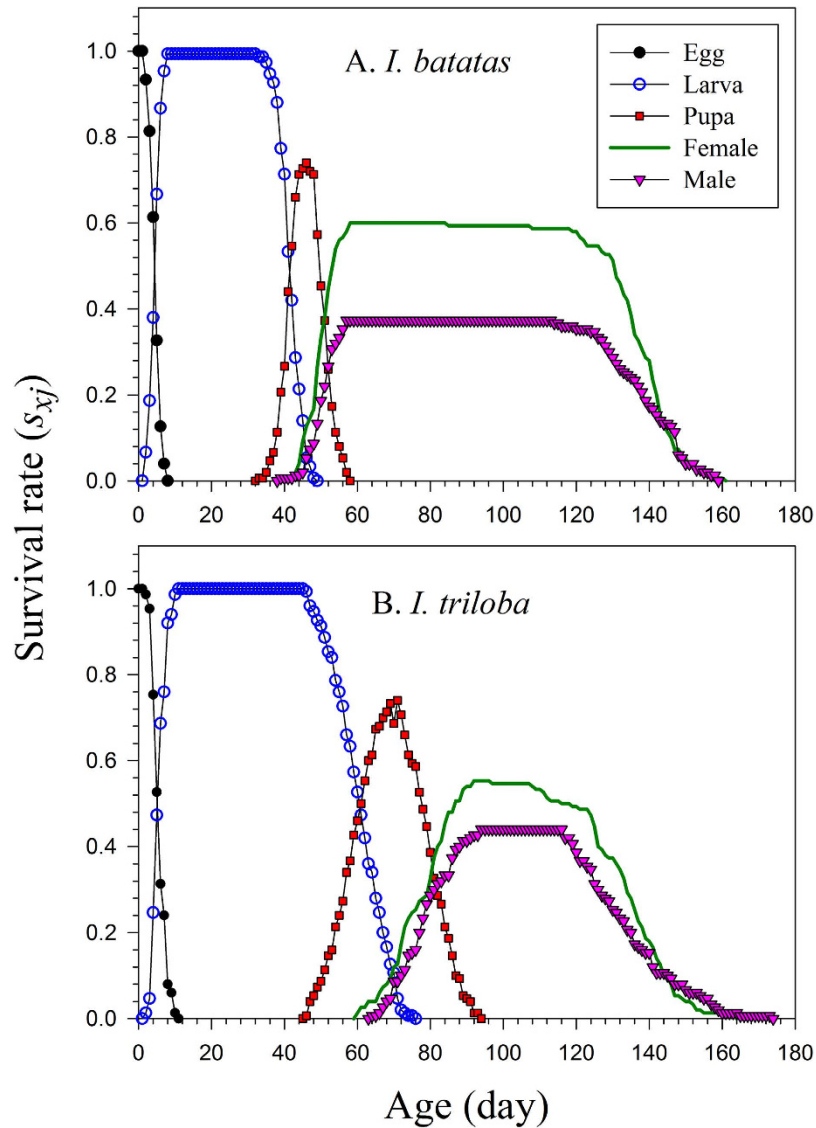 Survival rate (s_xj)
A. I. batatas
Egg
Larva
Pupa
Female
Male
1.0
0.8
0.6
0.4
0.2
0.0
0 20 40 60 80 100 120 140 160 180
B. I. triloba
1.0
0.8
0.6
0.4
0.2
0.0
0 20 40 60 80 100 120 140 160 180
Age (day)